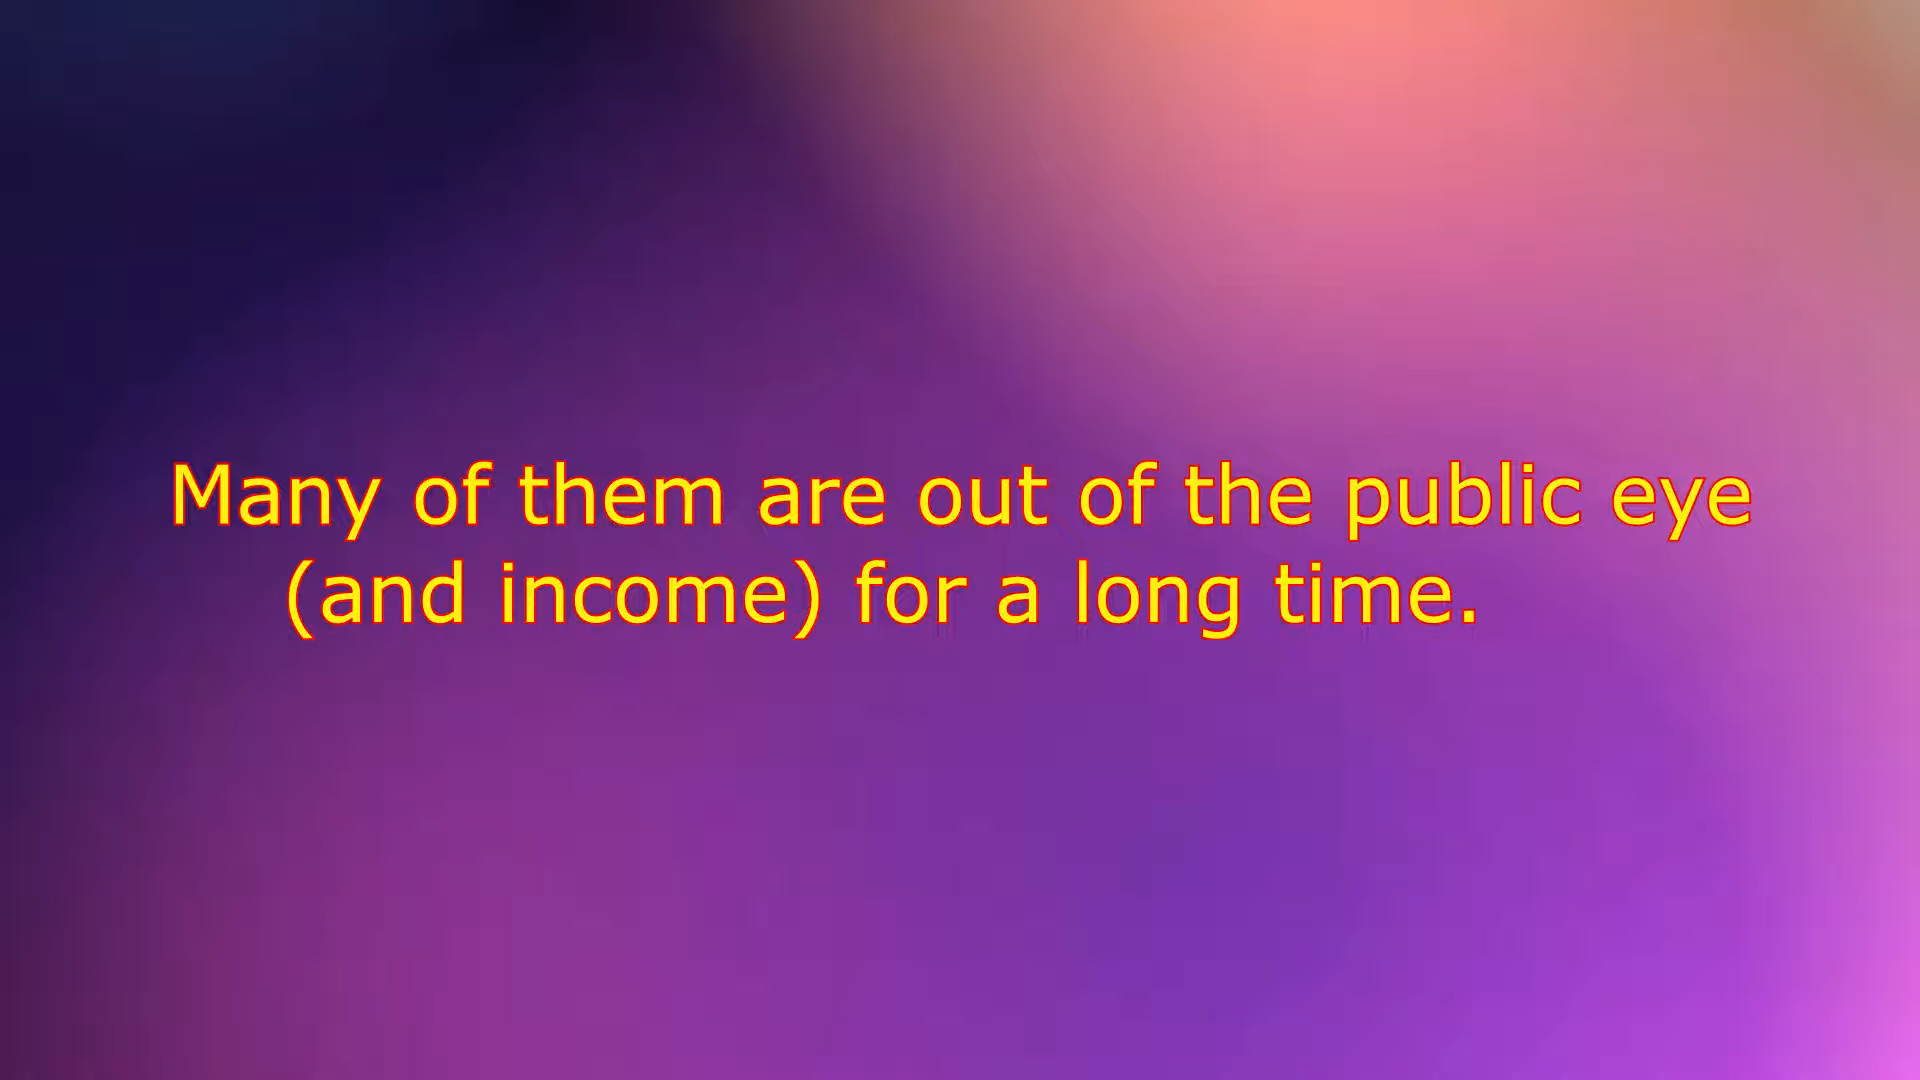 Many of them are out of the public eye
(and income) for a long time.